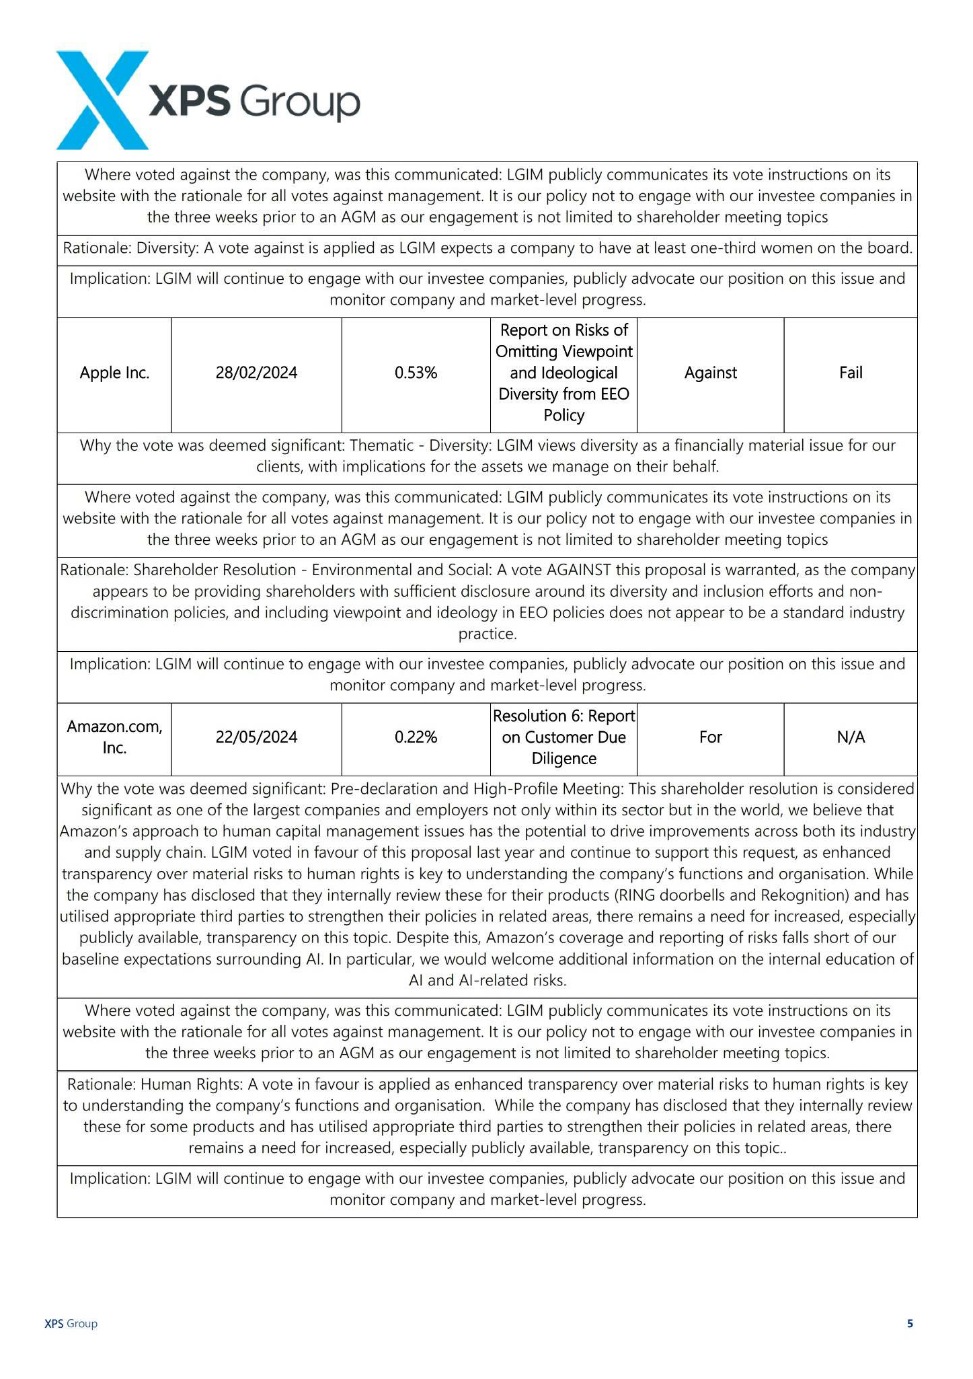 XPS Group
Where voted against the company, was this communicated: LGIM publicly communicates its vote instructions on its
website with the rationale for all votes against management. It is our policy not to engage with our investee companies in
the three weeks prior to an AGM as our engagement is not limited to shareholder meeting topics
Rationale: Diversity: A vote against is applied as LGIM expects a company to have at least one-third women on the board.
Implication: LGIM will continue to engage with our investee companies, publicly advocate our position on this issue and
monitor company and market-level progress.
Apple Inc.
28/02/2024
0.53%
Report on Risks of
Omitting Viewpoint
and Ideological
Diversity from EEO
Policy
Against
Fail
Why the vote was deemed significant: Thematic - Diversity: LGIM views diversity as a financially material issue for our
clients, with implications for the assets we manage on their behalf.
Where voted against the company, was this communicated: LGIM publicly communicates its vote instructions on its
website with the rationale for all votes against management. It is our policy not to engage with our investee companies in
the three weeks prior to an AGM as our engagement is not limited to shareholder meeting topics
Rationale: Shareholder Resolution - Environmental and Social: A vote AGAINST this proposal is warranted, as the company
appears to be providing shareholders with sufficient disclosure around its diversity and inclusion efforts and non-
discrimination policies, and including viewpoint and ideology in EEO policies does not appear to be a standard industry
practice.
Implication: LGIM will continue to engage with our investee companies, publicly advocate our position on this issue and
monitor company and market-level progress.
Amazon.com,
Inc.
22/05/2024
0.22%
Resolution 6: Report
on Customer Due
Diligence
For
N/A
Why the vote was deemed significant: Pre-declaration and High-Profile Meeting: This shareholder resolution is considered
significant as one of the largest companies and employers not only within its sector but in the world, we believe that
Amazon's approach to human capital management issues has the potential to drive improvements across both its industry
and supply chain. LGIM voted in favour of this proposal last year and continue to support this request, as enhanced
transparency over material risks to human rights is key to understanding the company's functions and organisation. While
the company has disclosed that they internally review these for their products (RING doorbells and Rekognition) and has
utilised appropriate third parties to strengthen their policies in related areas, there remains a need for increased, especially
publicly available, transparency on this topic. Despite this, Amazon's coverage and reporting of risks falls short of our
baseline expectations surrounding AI. In particular, we would welcome additional information on the internal education of
AI and AI-related risks.
Where voted against the company, was this communicated: LGIM publicly communicates its vote instructions on its
website with the rationale for all votes against management. It is our policy not to engage with our investee companies in
the three weeks prior to an AGM as our engagement is not limited to shareholder meeting topics.
Rationale: Human Rights: A vote in favour is applied as enhanced transparency over material risks to human rights is key
to understanding the company's functions and organisation.  While the company has disclosed that they internally review
these for some products and has utilised appropriate third parties to strengthen their policies in related areas, there
remains a need for increased, especially publicly available, transparency on this topic..
Implication: LGIM will continue to engage with our investee companies, publicly advocate our position on this issue and
monitor company and market-level progress.
XPS Group
5